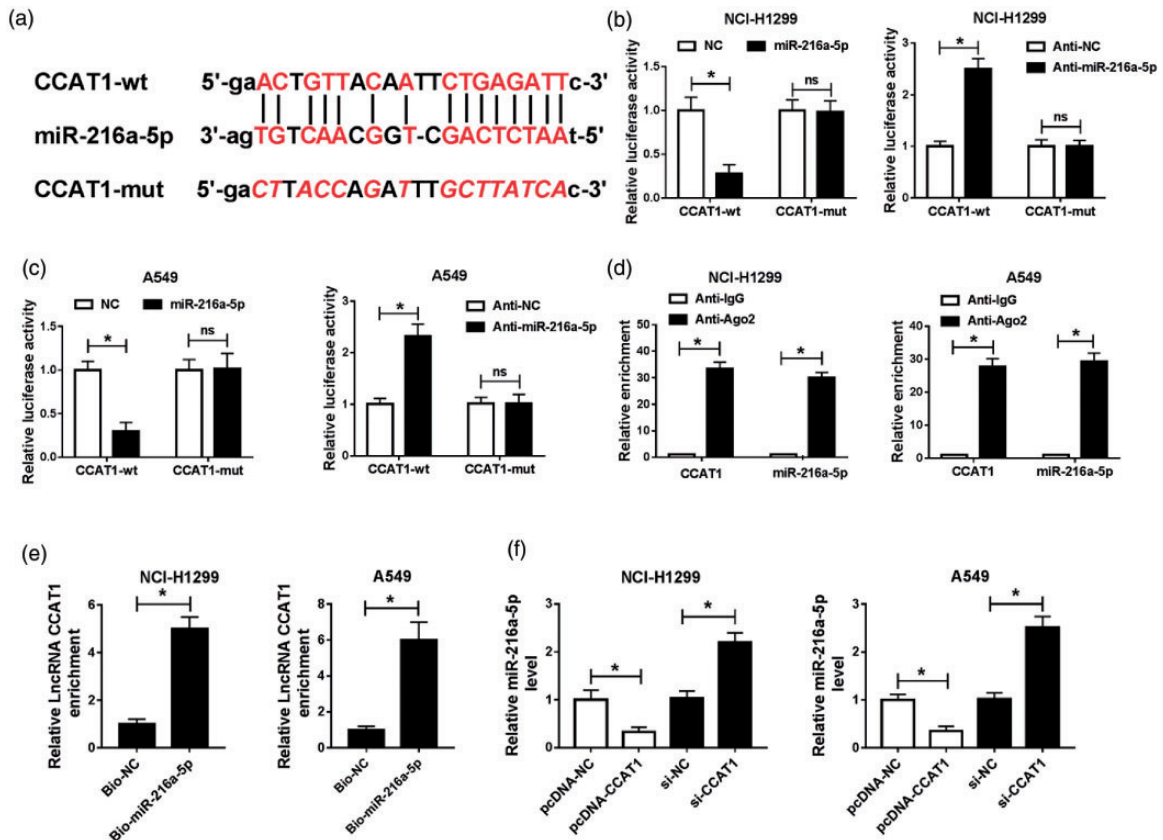 (a)
CCAT1-wt 5'-gaACTGTTACAATTCTGAGATTc-3'
miR-216a-5p 3'-agTGTCAACGGT-CGACTCTAAt-5'
CCAT1-mut 5'-gaCTTACCAGATTTGCTTATCAc-3'
(b)
NCI-H1299
NC miR-216a-5p
Relative luciferase activity
1.5
1.0
0.5
0.0
*
ns
CCAT1-wt CCAT1-mut
NCI-H1299
Anti-NC
Anti-miR-216a-5p
Relative luciferase activity
3
2
1
0
*
ns
CCAT1-wt CCAT1-mut
(c)
A549
NC miR-216a-5p
Relative luciferase activity
1.5
1.0
0.5
0.0
*
ns
CCAT1-wt CCAT1-mut
A549
Anti-NC
Anti-miR-216a-5p
Relative luciferase activity
3
2
1
0
*
ns
CCAT1-wt CCAT1-mut
(d)
NCI-H1299
Anti-IgG
Anti-Ago2
Relative enrichment
50
40
30
20
10
0
*
*
CCAT1 miR-216a-5p
A549
Anti-IgG
Anti-Ago2
Relative enrichment
40
30
20
10
0
*
*
CCAT1 miR-216a-5p
(e)
NCI-H1299
Relative LncRNA CCAT1
enrichment
6
4
2
0
*
Bio-NC
Bio-miR-216a-5p
A549
Relative LncRNA CCAT1
enrichment
8
6
4
2
0
*
Bio-NC
Bio-miR-216a-5p
(f)
NCI-H1299
Relative miR-216a-5p
level
3
2
1
0
*
*
pcDNA-NC
pcDNA-CCAT1
si-NC
si-CCAT1
A549
Relative miR-216a-5p
level
3
2
1
0
*
*
pcDNA-NC
pcDNA-CCAT1
si-NC
si-CCAT1